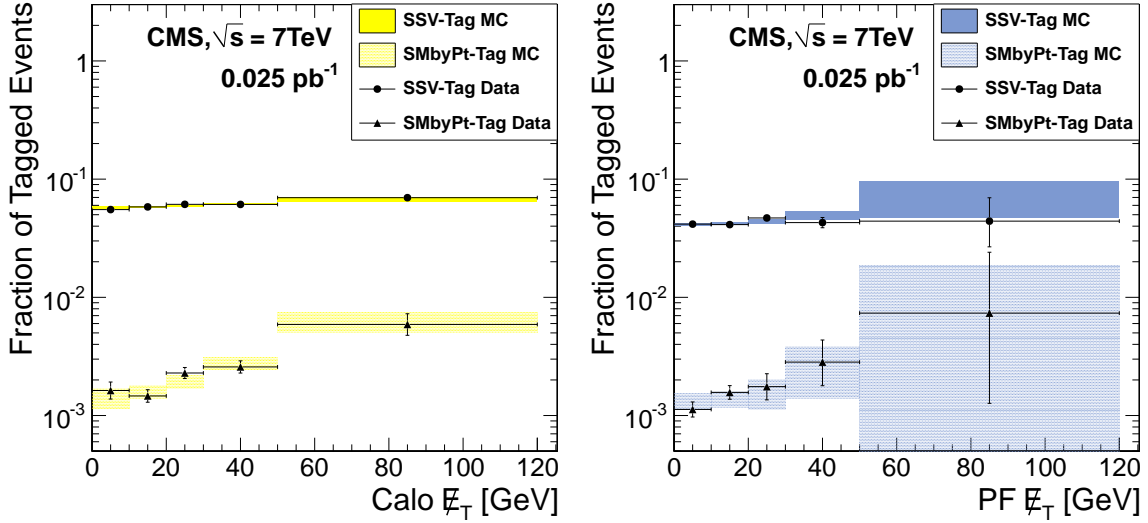 Fraction of Tagged Events
CMS, √s = 7TeV
0.025 pb⁻¹
SSV-Tag MC
SMbyPt-Tag MC
SSV-Tag Data
SMbyPt-Tag Data
1
10⁻¹
10⁻²
10⁻³
0 20 40 60 80 100 120
Calo E̸_T [GeV]
Fraction of Tagged Events
CMS, √s = 7TeV
0.025 pb⁻¹
SSV-Tag MC
SMbyPt-Tag MC
SSV-Tag Data
SMbyPt-Tag Data
1
10⁻¹
10⁻²
10⁻³
0 20 40 60 80 100 120
PF E̸_T [GeV]